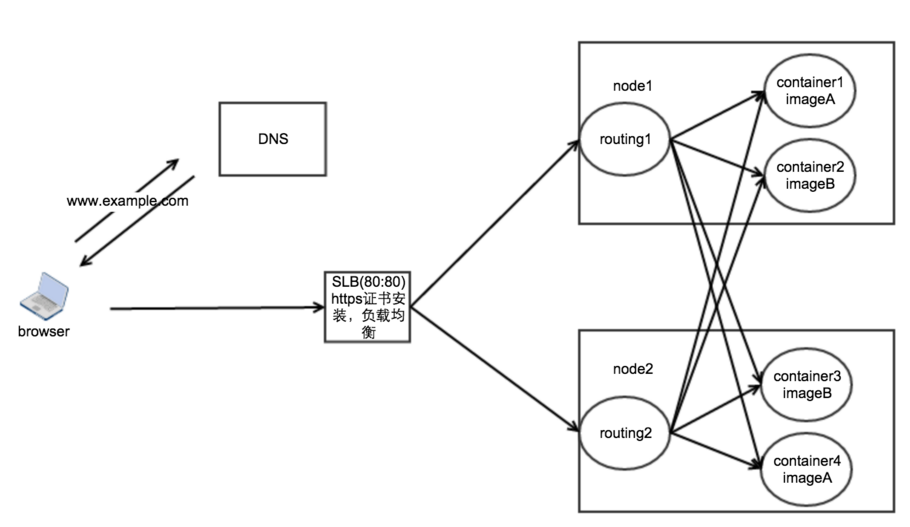 DNS
www.example.com
browser
SLB(80:80)
https证书安
装，负载均
衡
node1
routing1
container1
imageA
container2
imageB
node2
routing2
container3
imageB
container4
imageA